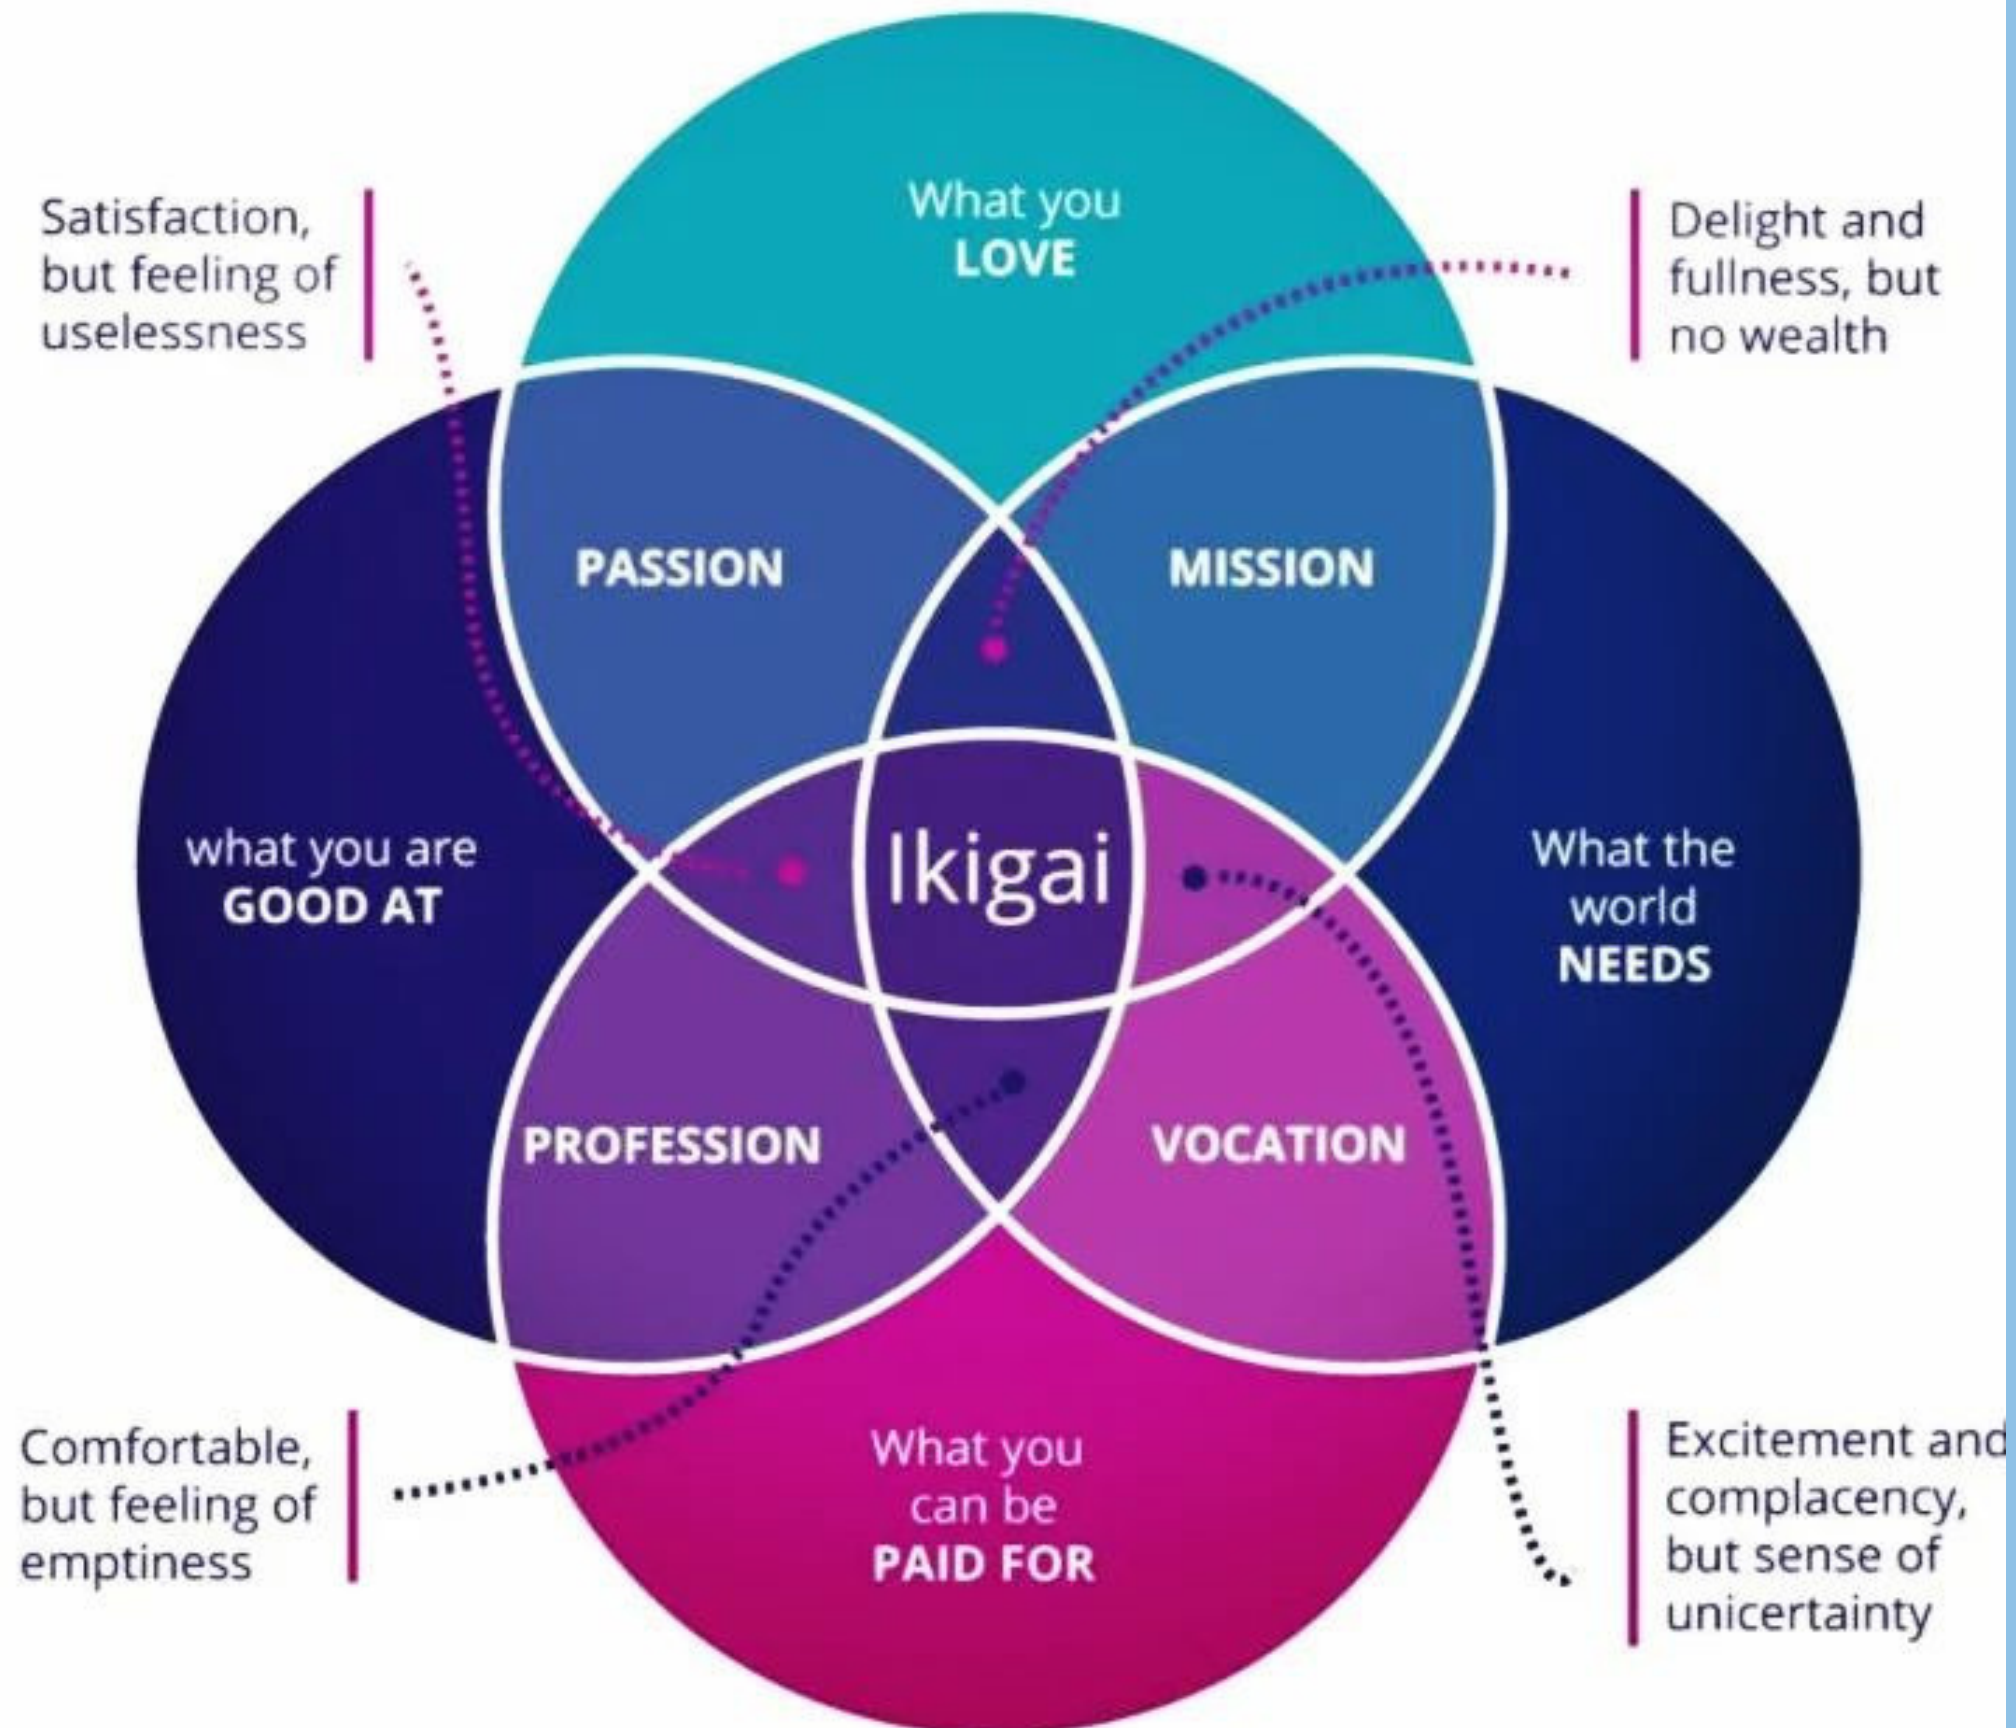 What you
LOVE
Satisfaction,
but feeling of
uselessness
Delight and
fullness, but
no wealth
PASSION
MISSION
what you are
GOOD AT
Ikigai
What the
world
NEEDS
PROFESSION
VOCATION
Comfortable,
but feeling of
emptiness
What you
can be
PAID FOR
Excitement and
complacency,
but sense of
unicertainty